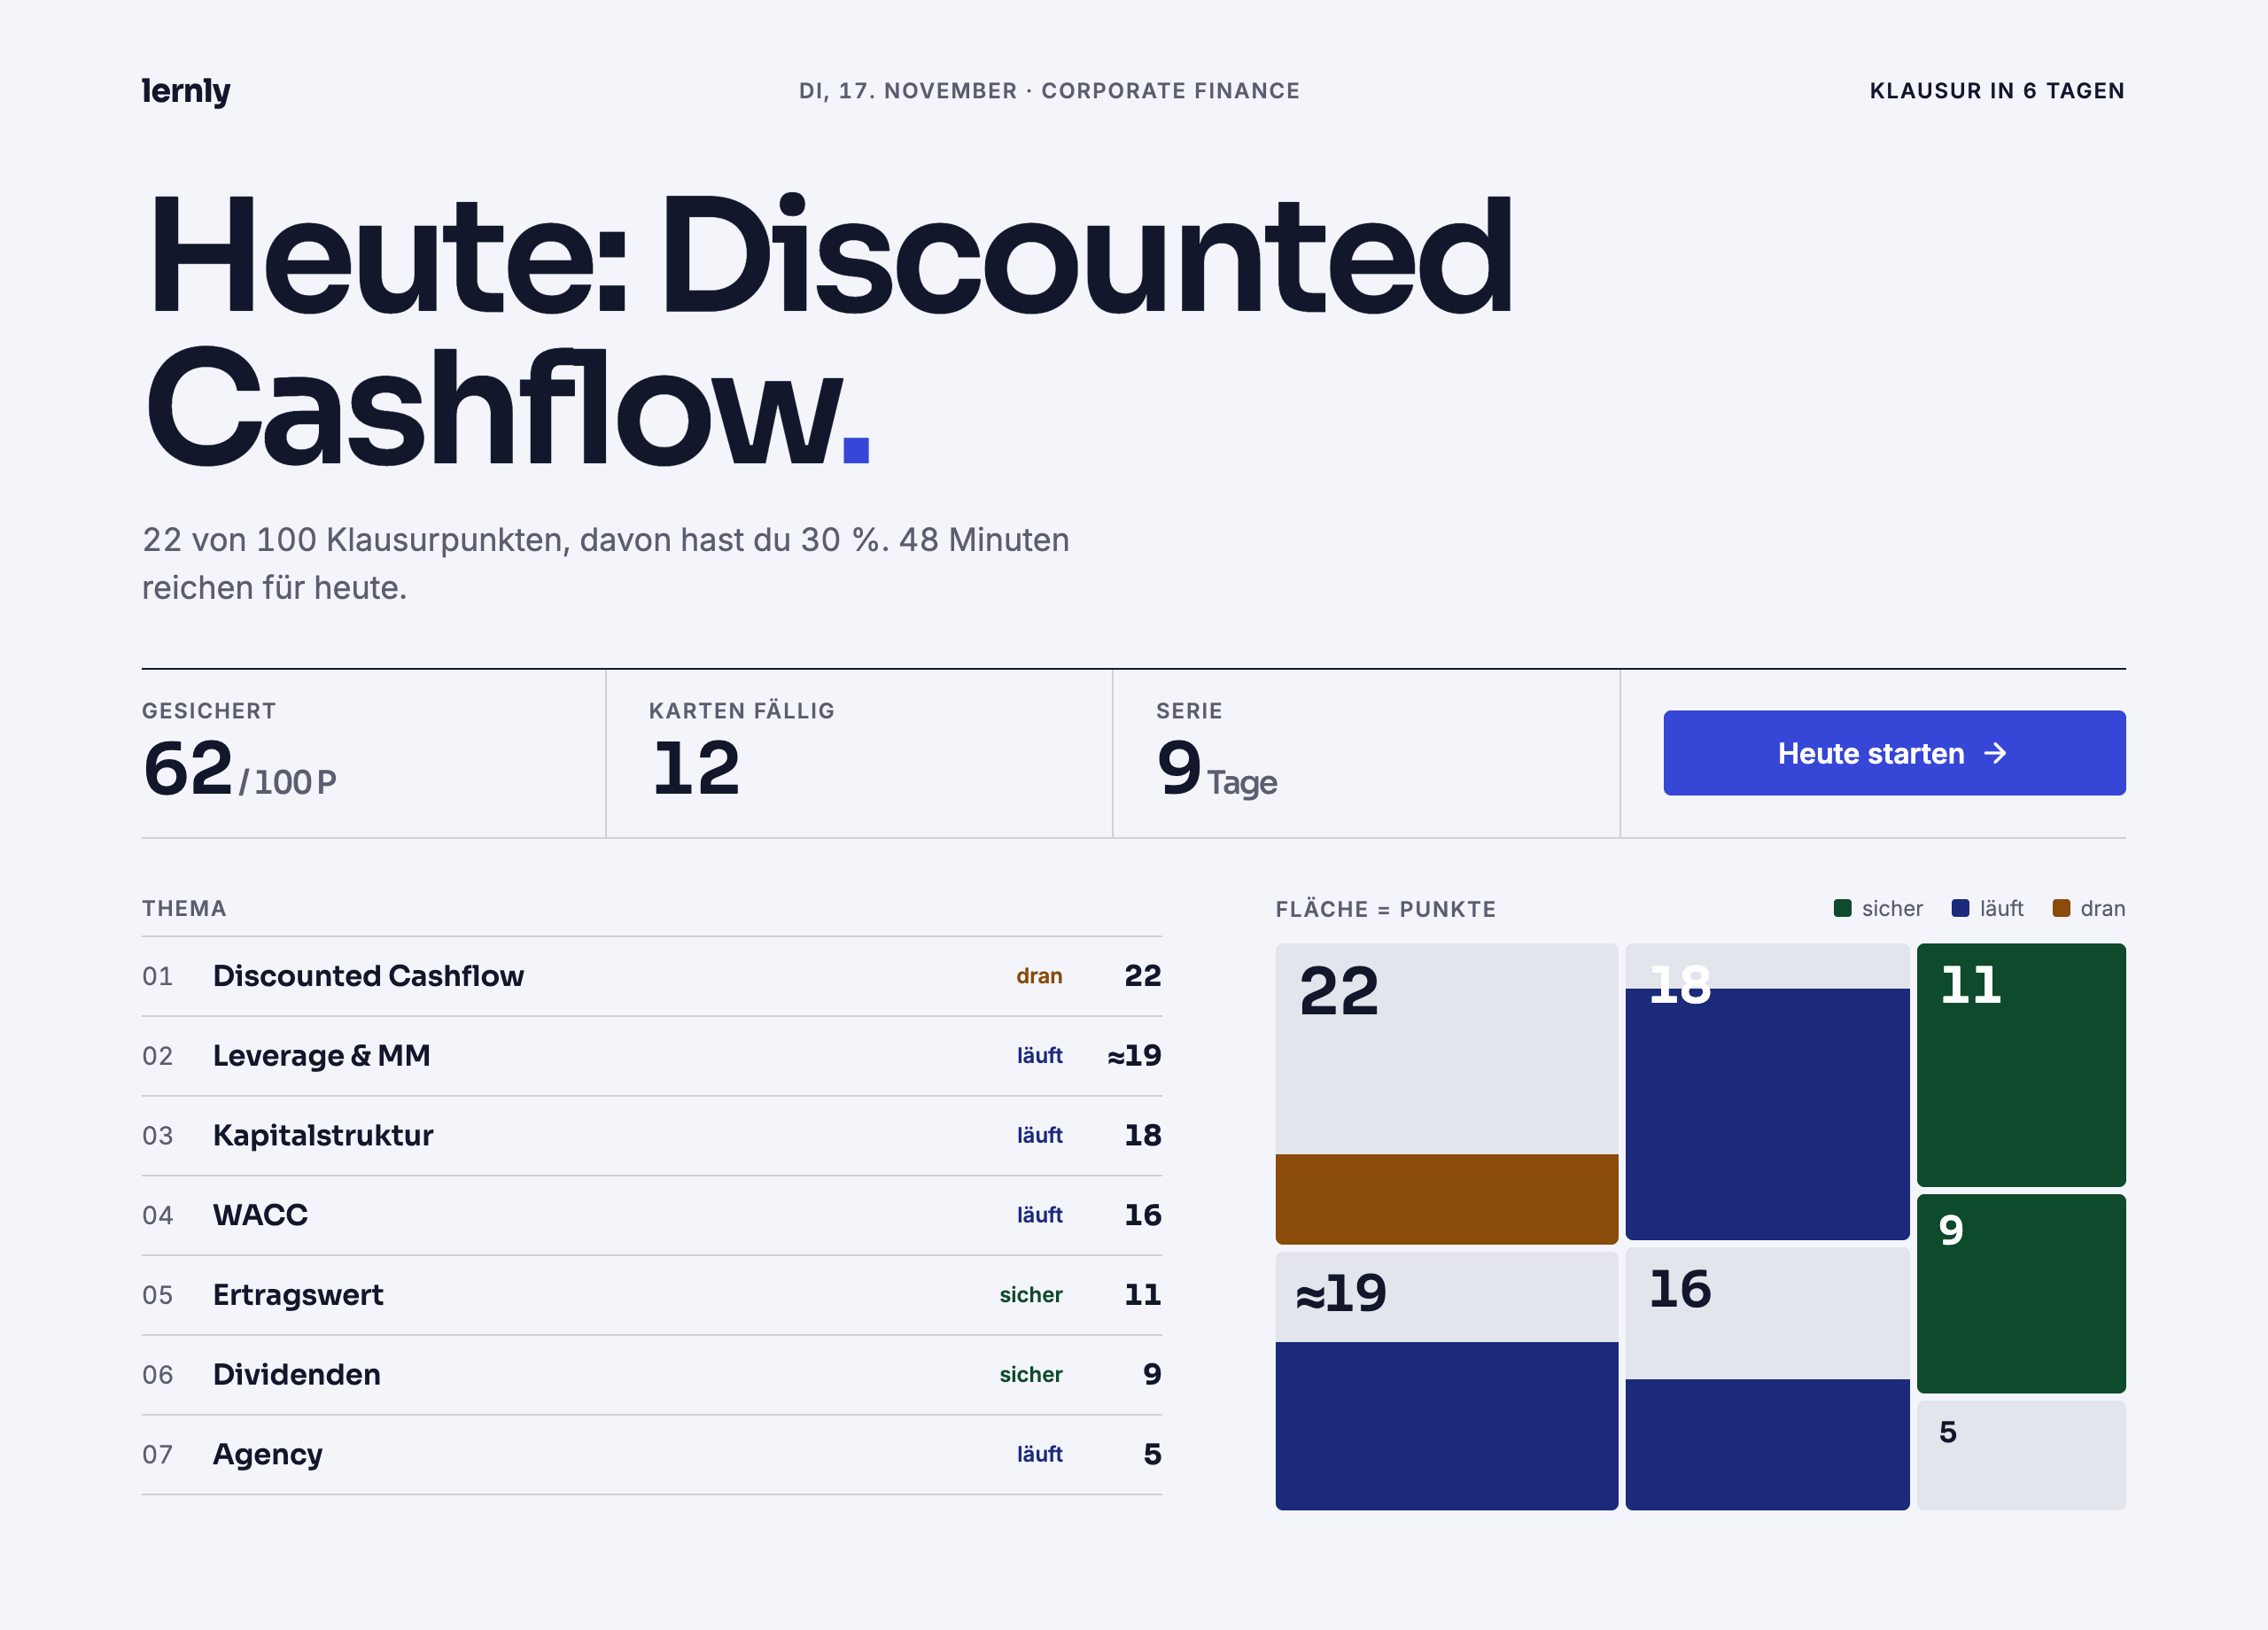 lernly
DI, 17. NOVEMBER · CORPORATE FINANCE
KLAUSUR IN 6 TAGEN
Heute: Discounted
Cashflow.
22 von 100 Klausurpunkten, davon hast du 30 %. 48 Minuten
reichen für heute.
GESICHERT
62 / 100 P
KARTEN FÄLLIG
12
SERIE
9 Tage
Heute starten →
THEMA
01 Discounted Cashflow dran 22
02 Leverage & MM läuft ≈19
03 Kapitalstruktur läuft 18
04 WACC läuft 16
05 Ertragswert sicher 11
06 Dividenden sicher 9
07 Agency läuft 5
FLÄCHE = PUNKTE
sicher läuft dran
22
18
11
9
≈19
16
5